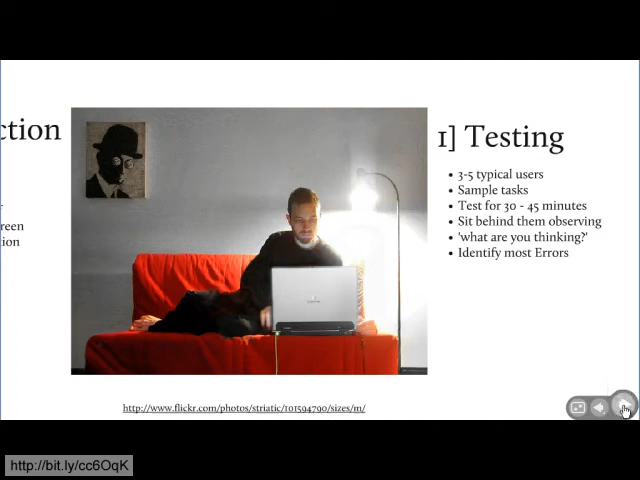 ction
reen
ion
1] Testing
• 3-5 typical users
• Sample tasks
• Test for 30 - 45 minutes
• Sit behind them observing
• 'what are you thinking?'
• Identify most Errors
http://www.flickr.com/photos/striatic/101594790/sizes/m/
http://bit.ly/cc6OqK